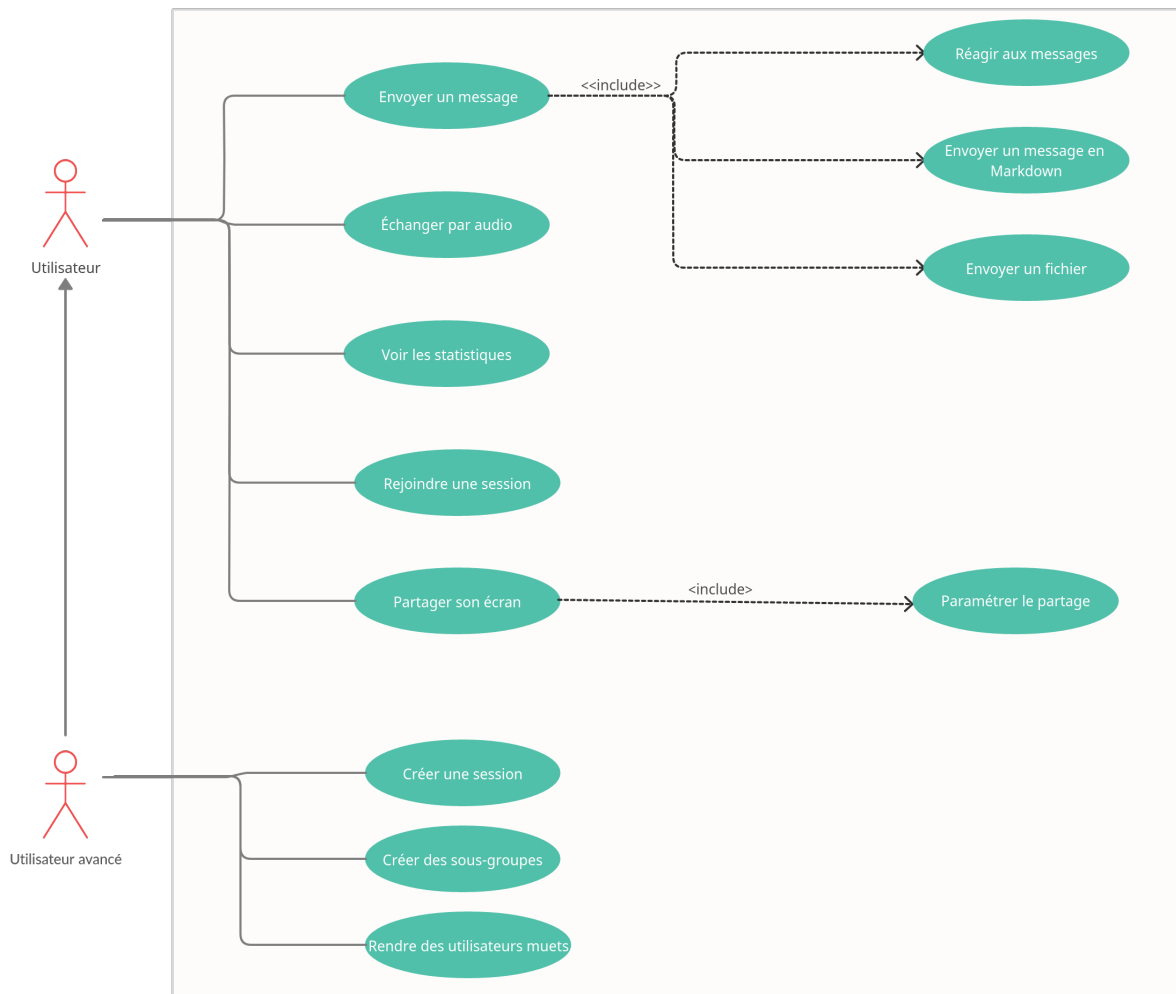 Réagir aux messages
<<include>>
Envoyer un message
Envoyer un message en
Markdown
Échanger par audio
Utilisateur
Envoyer un fichier
Voir les statistiques
Rejoindre une session
<include>
Partager son écran
Paramétrer le partage
Créer une session
Utilisateur avancé
Créer des sous-groupes
Rendre des utilisateurs muets